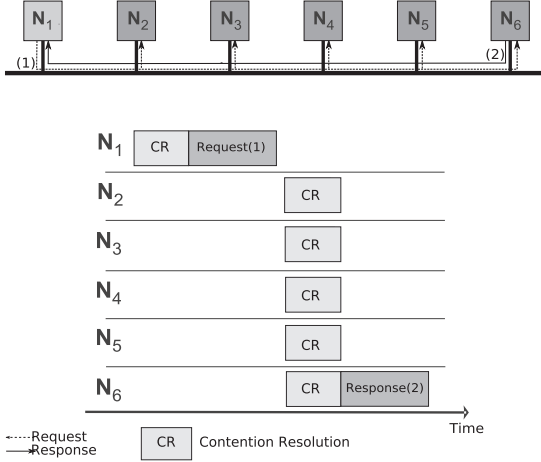 N1 N2 N3 N4 N5 N6
(1) (2)
N1 CR Request(1)
N2 CR
N3 CR
N4 CR
N5 CR
N6 CR Response(2)
Time
Request
Response
CR Contention Resolution